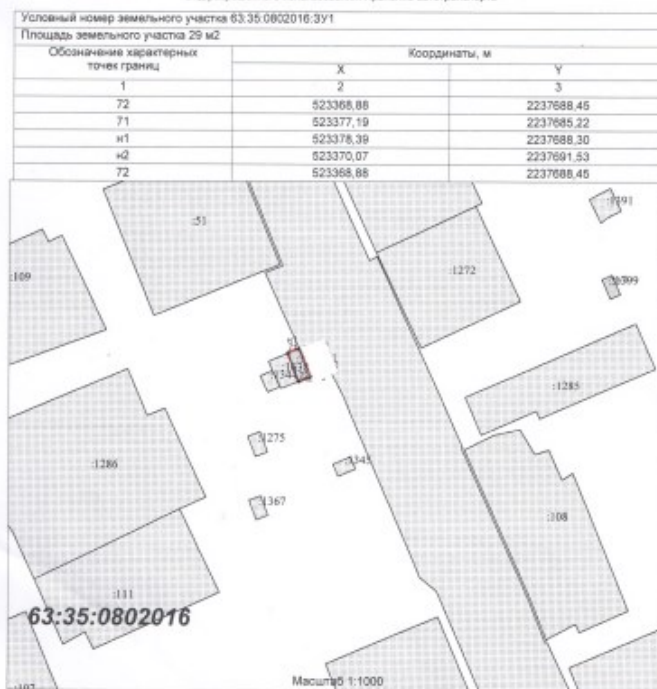 Условный номер земельного участка 63:35:0802016:ЗУ1
Площадь земельного участка 29 м2
Обозначение характерных точек границ
Координаты, м
X
Y
1
2
3
72
523368,88
2237688,45
71
523377,19
2237685,22
н1
523378,39
2237688,30
н2
523370,07
2237691,53
72
523368,88
2237688,45
:51
:109
:1272
:1285
:1275
:1286
:1367
:108
:111
63:35:0802016
Масштаб 1:1000